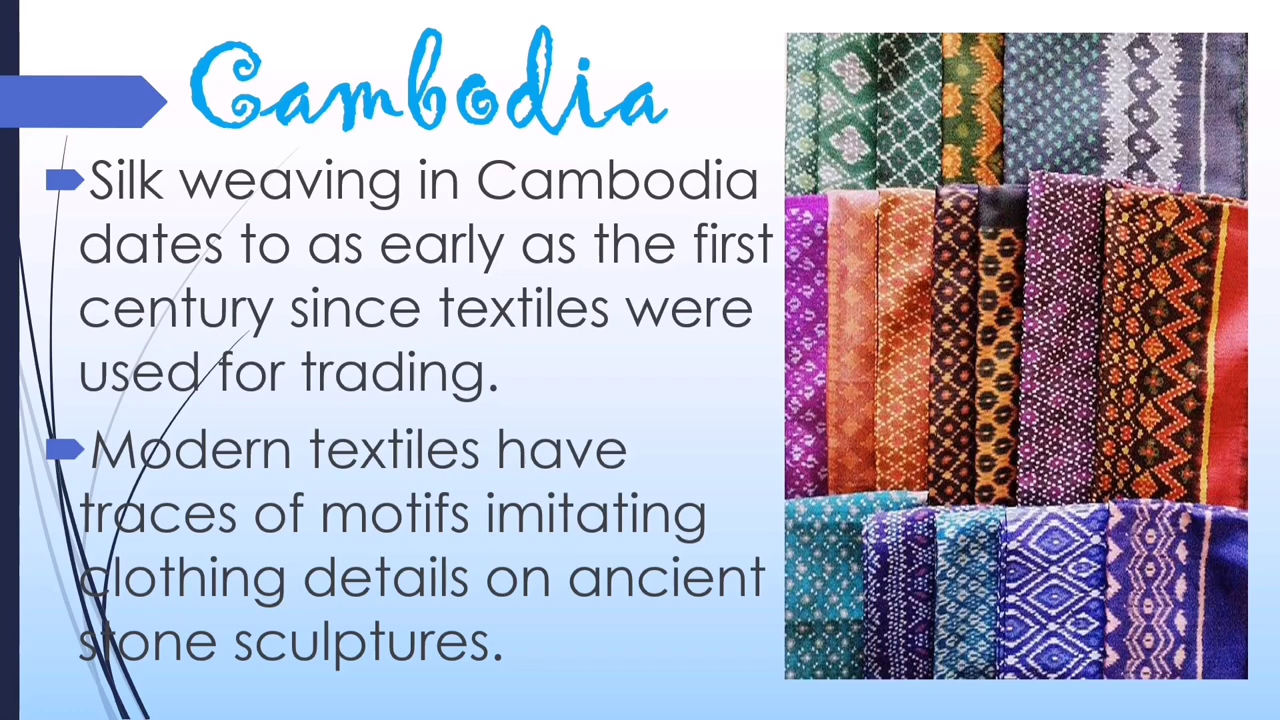 Cambodia
Silk weaving in Cambodia
dates to as early as the first
century since textiles were
used for trading.
Modern textiles have
traces of motifs imitating
clothing details on ancient
stone sculptures.